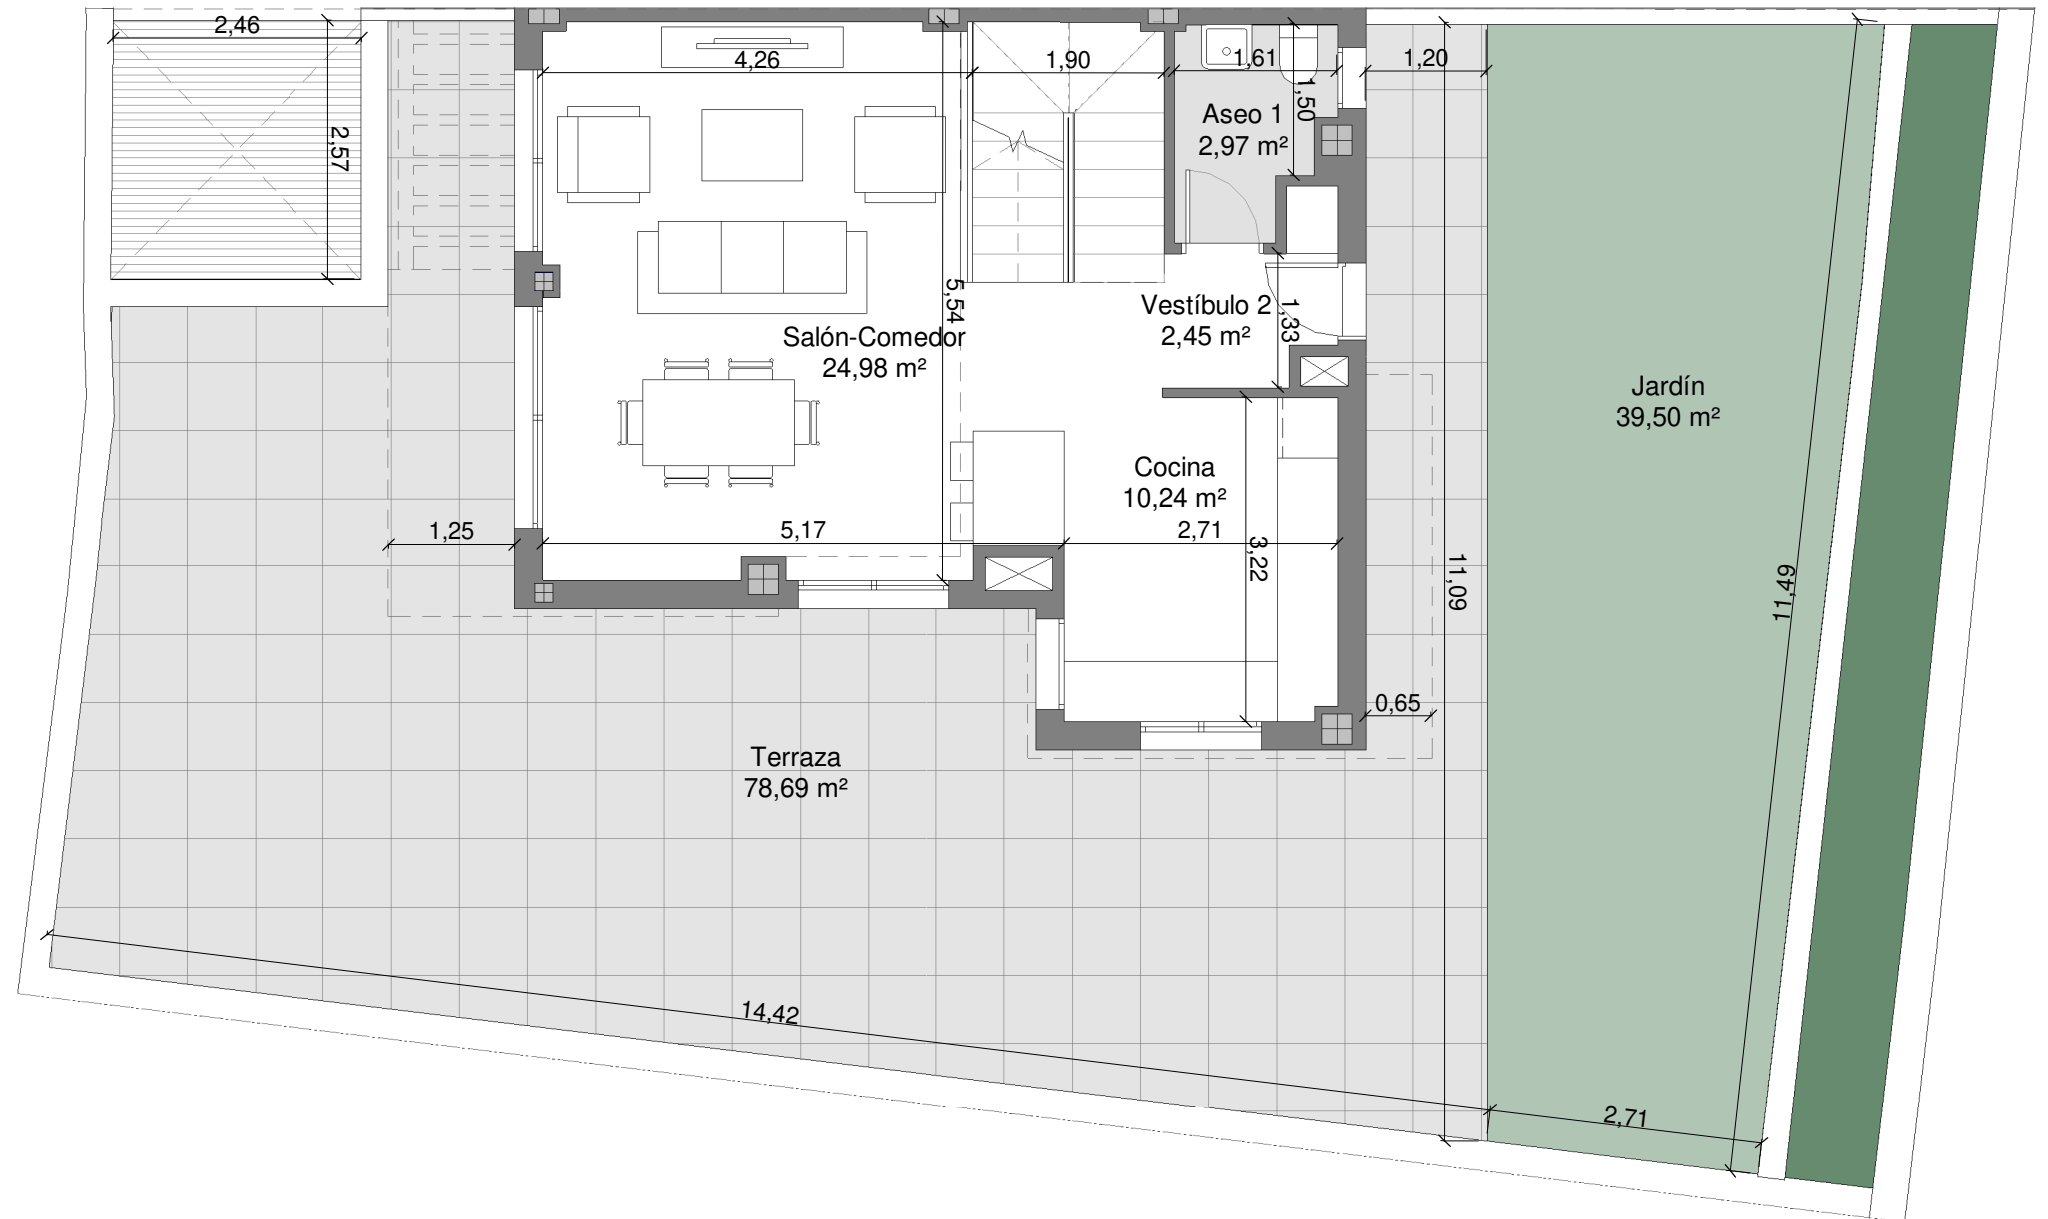 2,46
4,26
1,90
1,61
1,20
2,57
1,50
Aseo 1
2,97 m²
5,54
Vestíbulo 2
2,45 m²
1,33
Salón-Comedor
24,98 m²
Jardín
39,50 m²
Cocina
10,24 m²
1,25
5,17
2,71
3,22
11,09
11,49
0,65
Terraza
78,69 m²
14,42
2,71